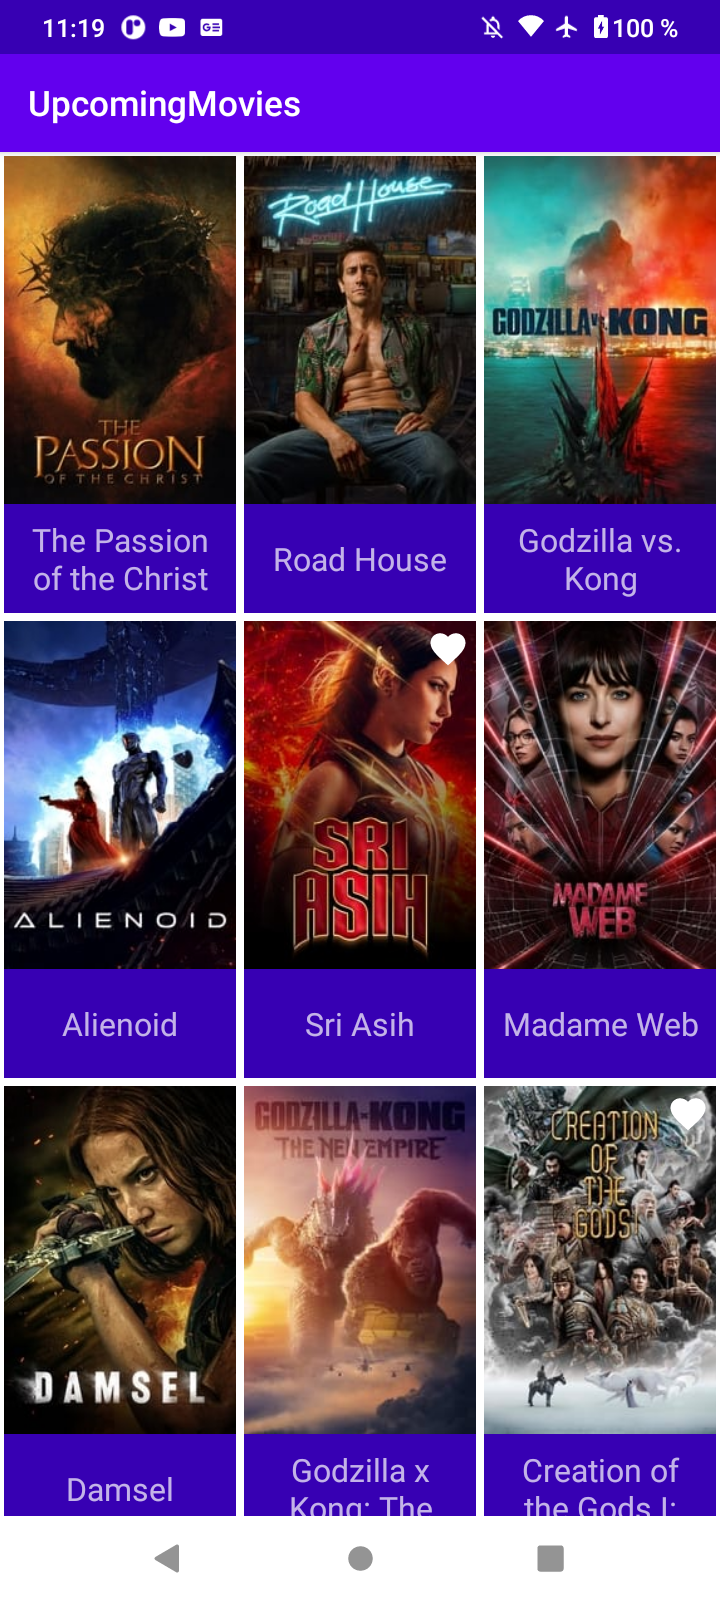 11:19
100 %
UpcomingMovies
THE
PASSION
OF THE CHRIST
Road House
GODZILLA vs. KONG
The Passion
of the Christ
Road House
Godzilla vs.
Kong
ALIENOID
SRI
ASIH
MADAME
WEB
Alienoid
Sri Asih
Madame Web
DAMSEL
GODZILLA x KONG
THE NEW EMPIRE
CREATION
OF
THE
GODS I
Damsel
Godzilla x
Kong: The
Creation of
the Gods I: